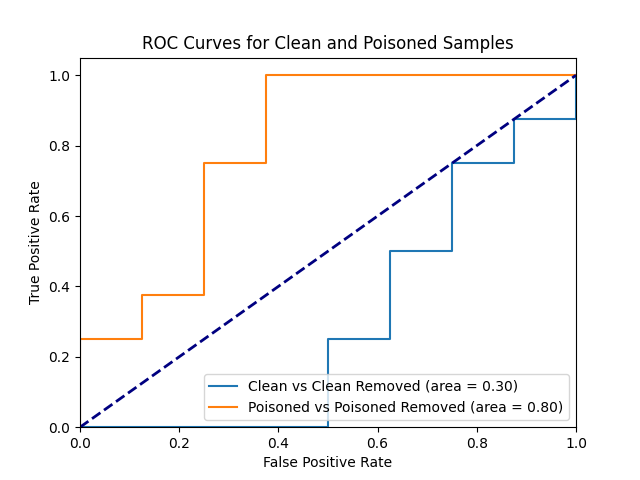 ROC Curves for Clean and Poisoned Samples
True Positive Rate
1.0
0.8
0.6
0.4
0.2
0.0
Clean vs Clean Removed (area = 0.30)
Poisoned vs Poisoned Removed (area = 0.80)
0.0 0.2 0.4 0.6 0.8 1.0
False Positive Rate